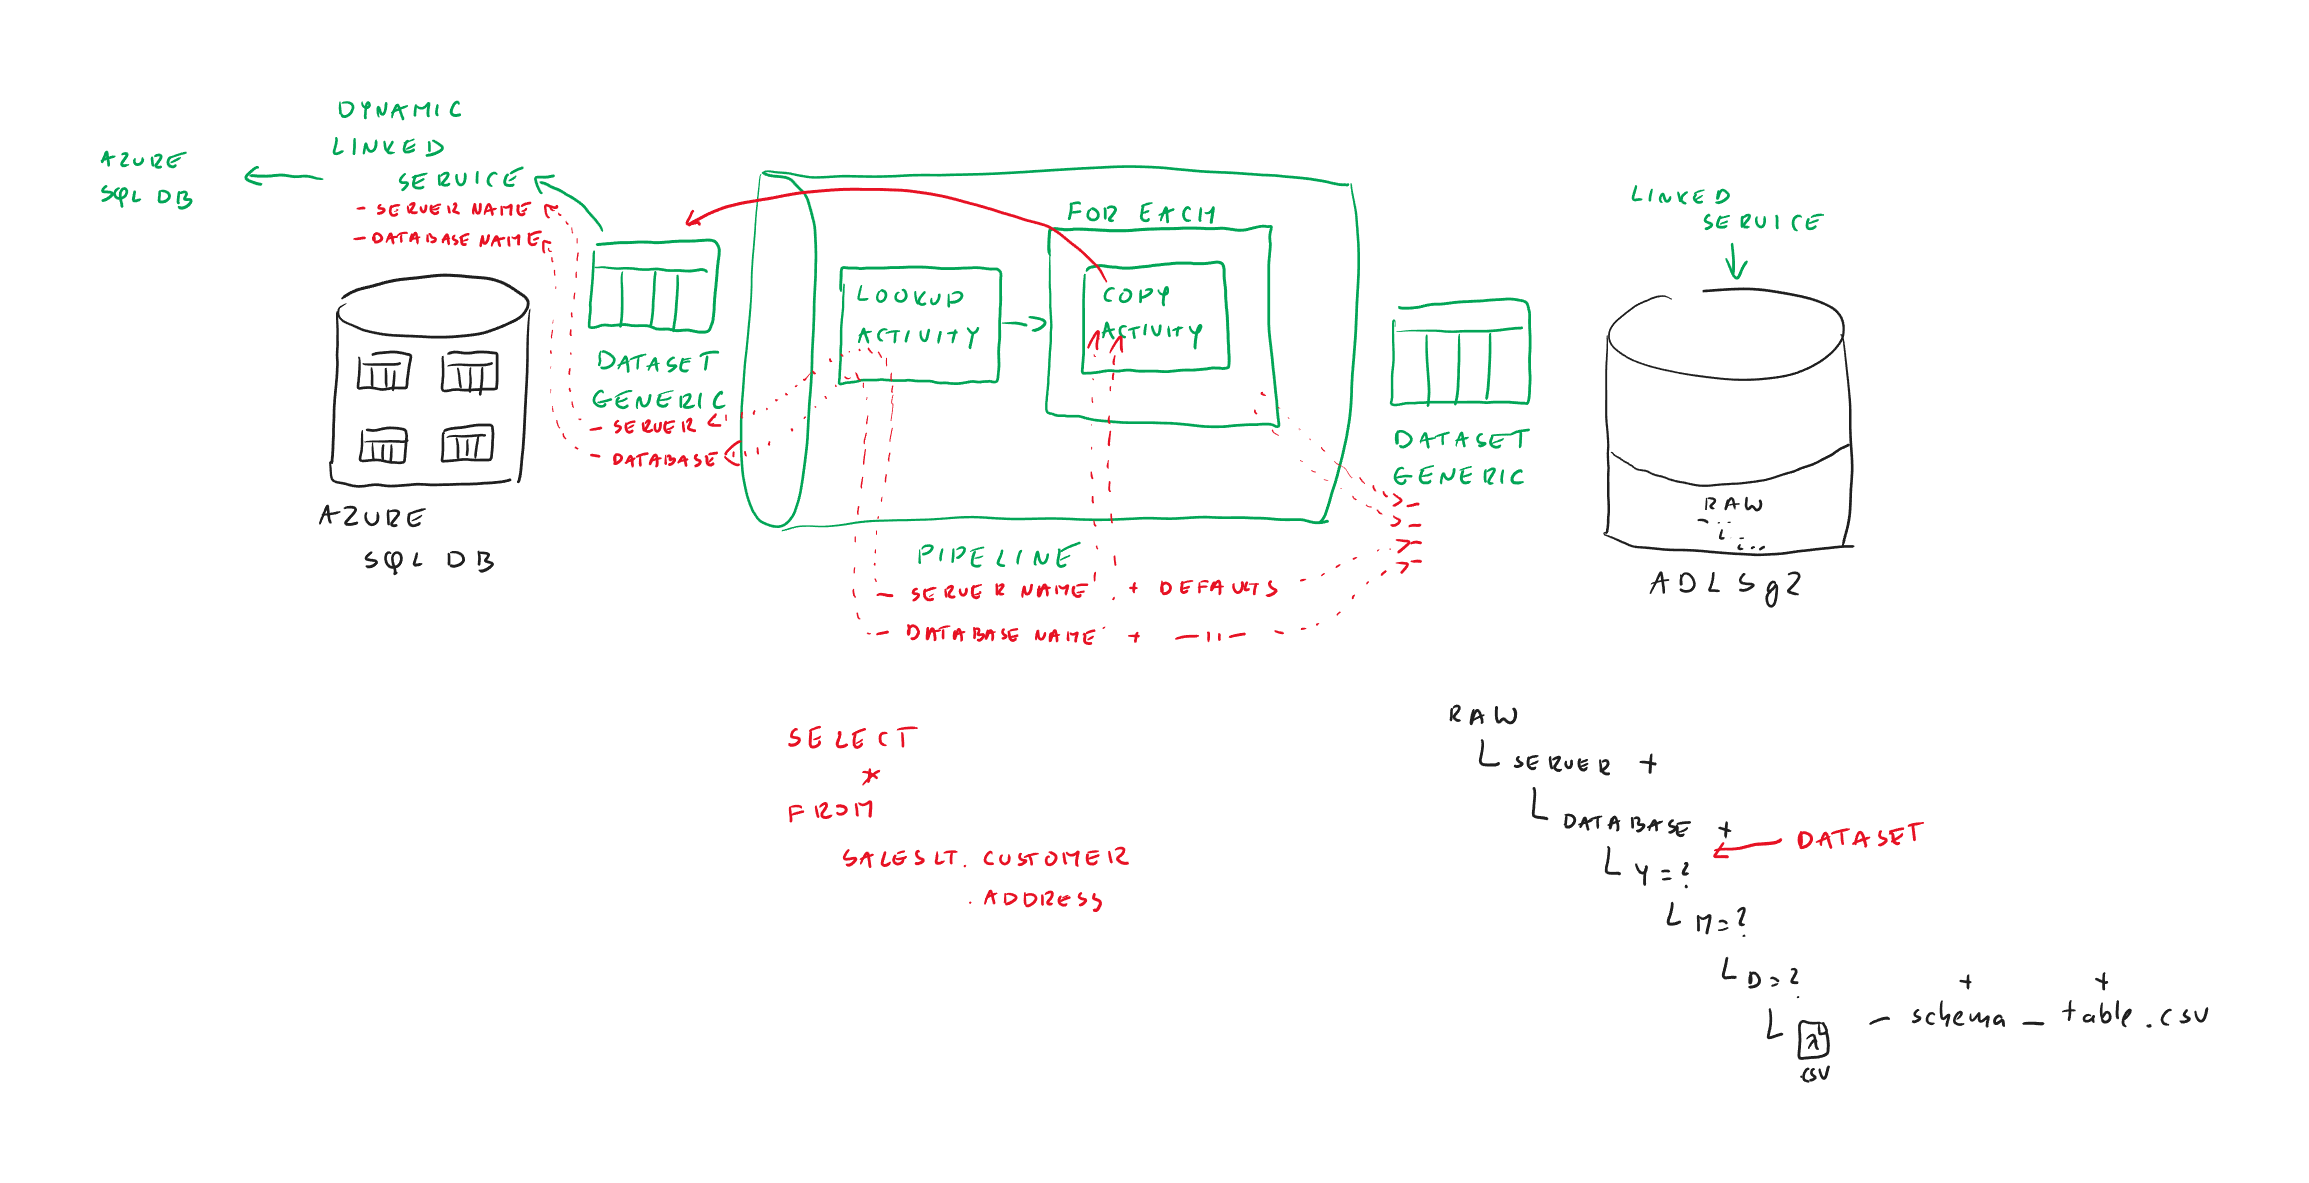 DYNAMIC
LINKED
SERVICE
- SERVER NAME
- DATABASE NAME
AZURE
SQL DB
DATASET
GENERIC
- SERVER
- DATABASE
AZURE
SQL DB
LOOKUP
ACTIVITY
FOR EACH
COPY
ACTIVITY
PIPELINE
- SERVER NAME + DEFAULTS
- DATABASE NAME + -11-
DATASET
GENERIC
LINKED
SERVICE
RAW
ADLSg2
SELECT
*
FROM
SALESLT. CUSTOMER
. ADDRESS
RAW
SERVER +
DATABASE +
DATASET
Y=?
M=?
D=?
+ +
- schema _ table.csv
CSV